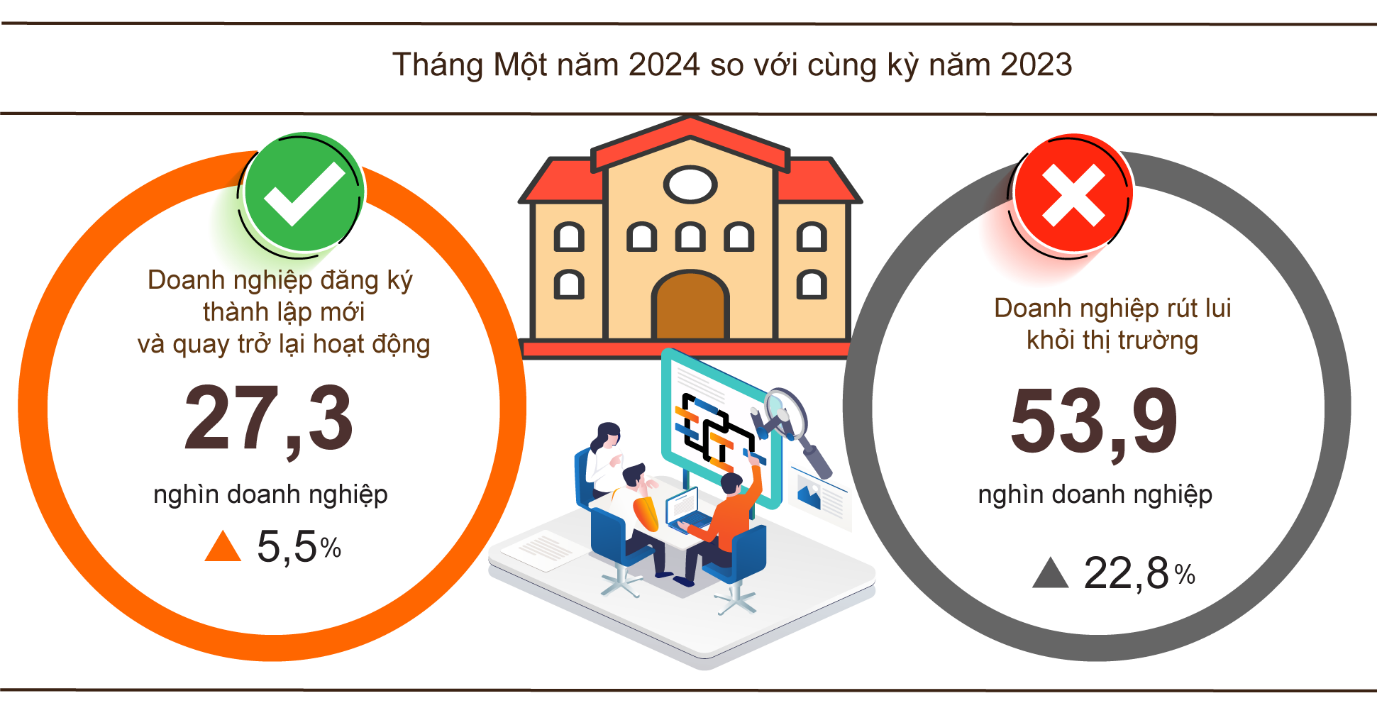 Tháng Một năm 2024 so với cùng kỳ năm 2023
Doanh nghiệp đăng ký
thành lập mới
và quay trở lại hoạt động
27,3
nghìn doanh nghiệp
5,5%
Doanh nghiệp rút lui
khỏi thị trường
53,9
nghìn doanh nghiệp
22,8%